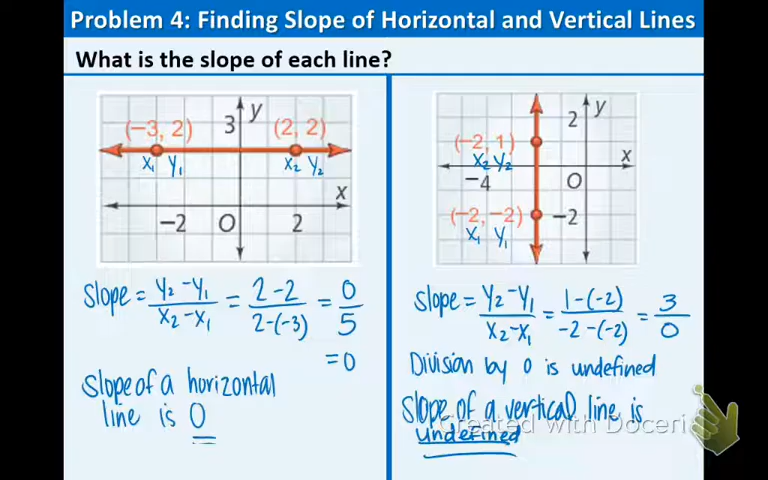 Problem 4: Finding Slope of Horizontal and Vertical Lines
What is the slope of each line?
(−3, 2) 3 y (2, 2)
x₁ y₁ x₂ y₂
x
−2 O 2
Slope = y₂ − y₁ / x₂ − x₁ = 2 − 2 / 2 − (−3) = 0 / 5
= 0
Slope of a horizontal
line is 0
2 y
(−2, 1)
x₂ y₂ x
−4 O
(−2, −2) −2
x₁ y₁
Slope = y₂ − y₁ / x₂ − x₁ = 1 − (−2) / −2 − (−2) = 3 / 0
Division by 0 is undefined
Slope of a vertical line is
undefined
Created with Doceri